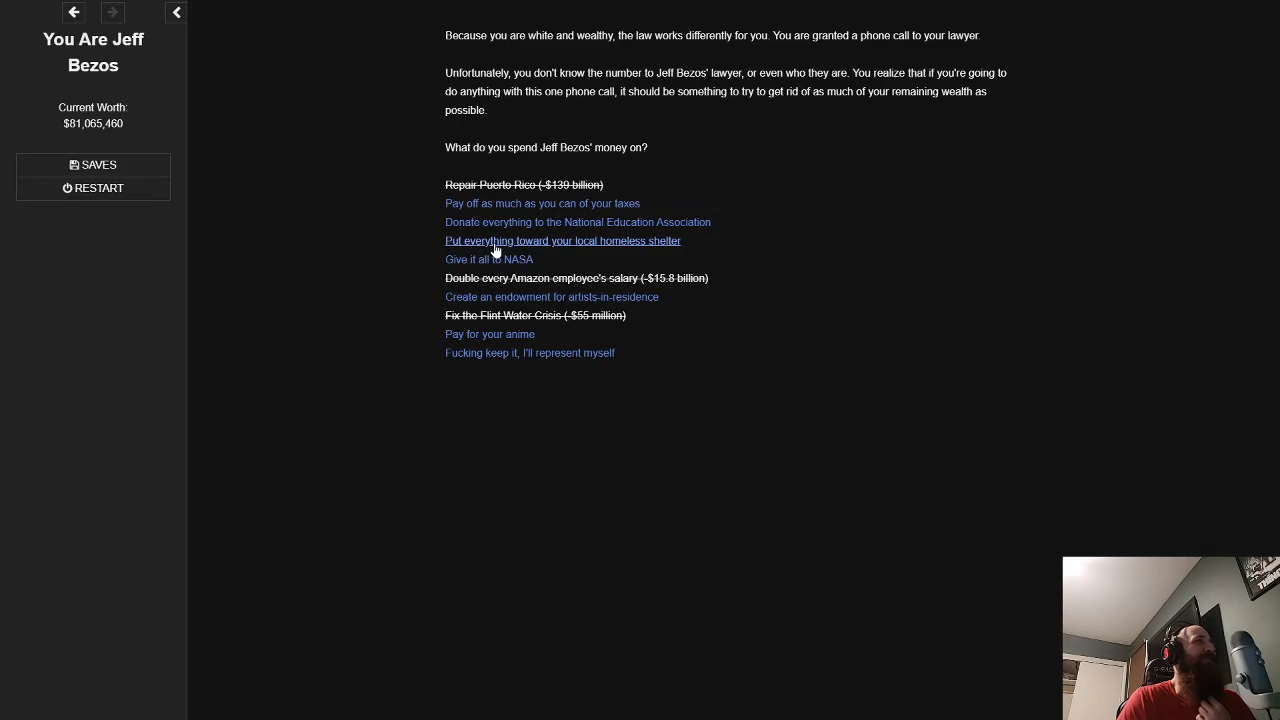 You Are Jeff
Bezos
Current Worth:
$81,065,460
SAVES
RESTART
Because you are white and wealthy, the law works differently for you. You are granted a phone call to your lawyer.
Unfortunately, you don't know the number to Jeff Bezos' lawyer, or even who they are. You realize that if you're going to
do anything with this one phone call, it should be something to try to get rid of as much of your remaining wealth as
possible.
What do you spend Jeff Bezos' money on?
Repair Puerto Rico (-$139 billion)
Pay off as much as you can of your taxes
Donate everything to the National Education Association
Put everything toward your local homeless shelter
Give it all to NASA
Double every Amazon employee's salary (-$15.8 billion)
Create an endowment for artists-in-residence
Fix the Flint Water Crisis (-$55 million)
Pay for your anime
Fucking keep it, I'll represent myself